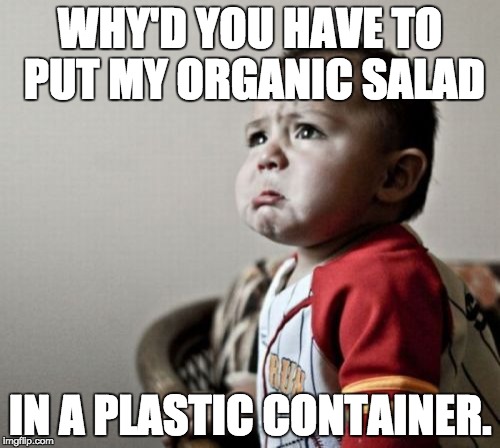 WHY'D YOU HAVE TO
PUT MY ORGANIC SALAD
IN A PLASTIC CONTAINER.
imgflip.com